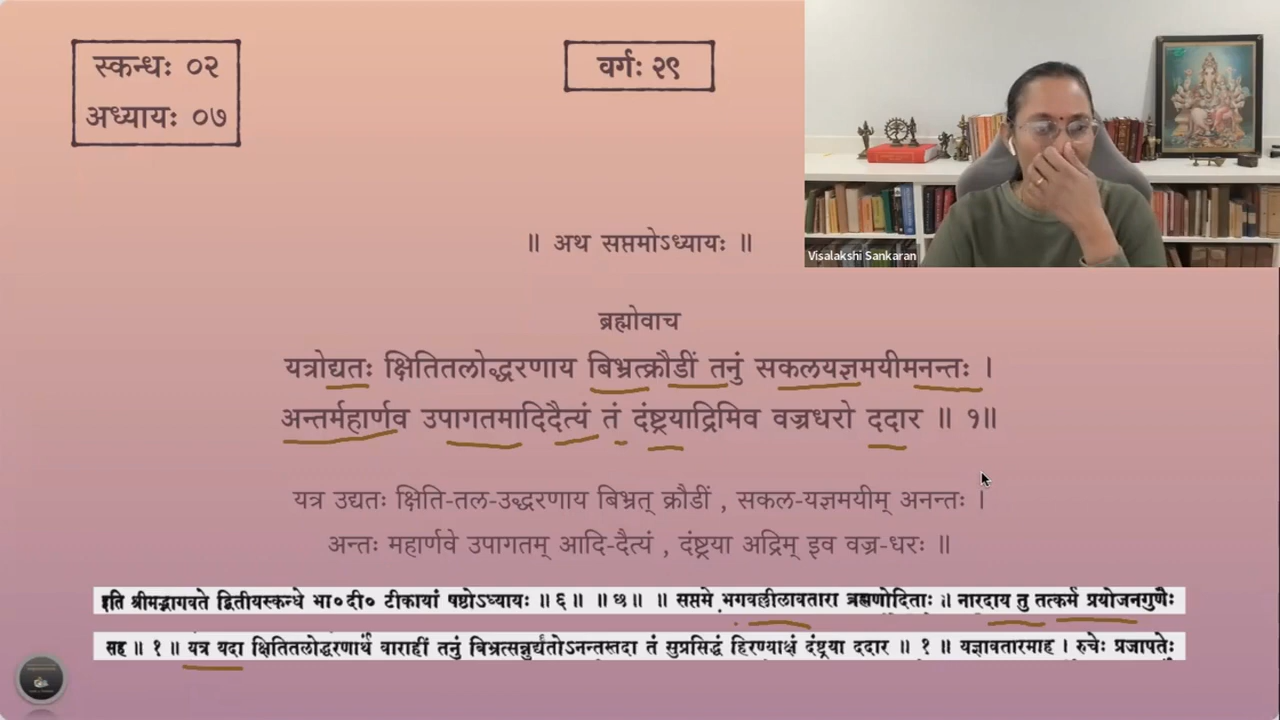 स्कन्धः ०२
अध्यायः ०७
वर्गः २९
Visalakshi Sankaran
॥ अथ सप्तमोऽध्यायः ॥
ब्रह्मोवाच
यत्रोद्यतः क्षितितलोद्धरणाय बिभ्रत्क्रौडीं तनुं सकलयज्ञमयीमनन्तः ।
अन्तर्महार्णव उपागतमादिदैत्यं तं दंष्ट्रयाद्रिमिव वज्रधरो ददार ॥ १॥
यत्र उद्यतः क्षिति-तल-उद्धरणाय बिभ्रत् क्रौडीं , सकल-यज्ञमयीम् अनन्तः ।
अन्तः महार्णवे उपागतम् आदि-दैत्यं , दंष्ट्रया अद्रिम् इव वज्र-धरः ॥
इति श्रीमद्भागवते द्वितीयस्कन्धे भा० दी० टीकायां षष्ठोऽध्यायः ॥ ६ ॥ ॥ छ ॥ ॥ सप्तमे भगवल्लीलावतारा ब्रह्मणोदिताः ॥ नारदाय तु तत्कर्म प्रयोजनगुणैः
सह ॥ १ ॥ यत्र यदा क्षितितलोद्धरणार्थं वाराहीं तनुं बिभ्रत्सन्नुद्यतोऽनन्तस्तदा तं सुप्रसिद्धं हिरण्याक्षं दंष्ट्रया ददार ॥ १ ॥ यज्ञावतारमाह । रुचेः प्रजापतेः